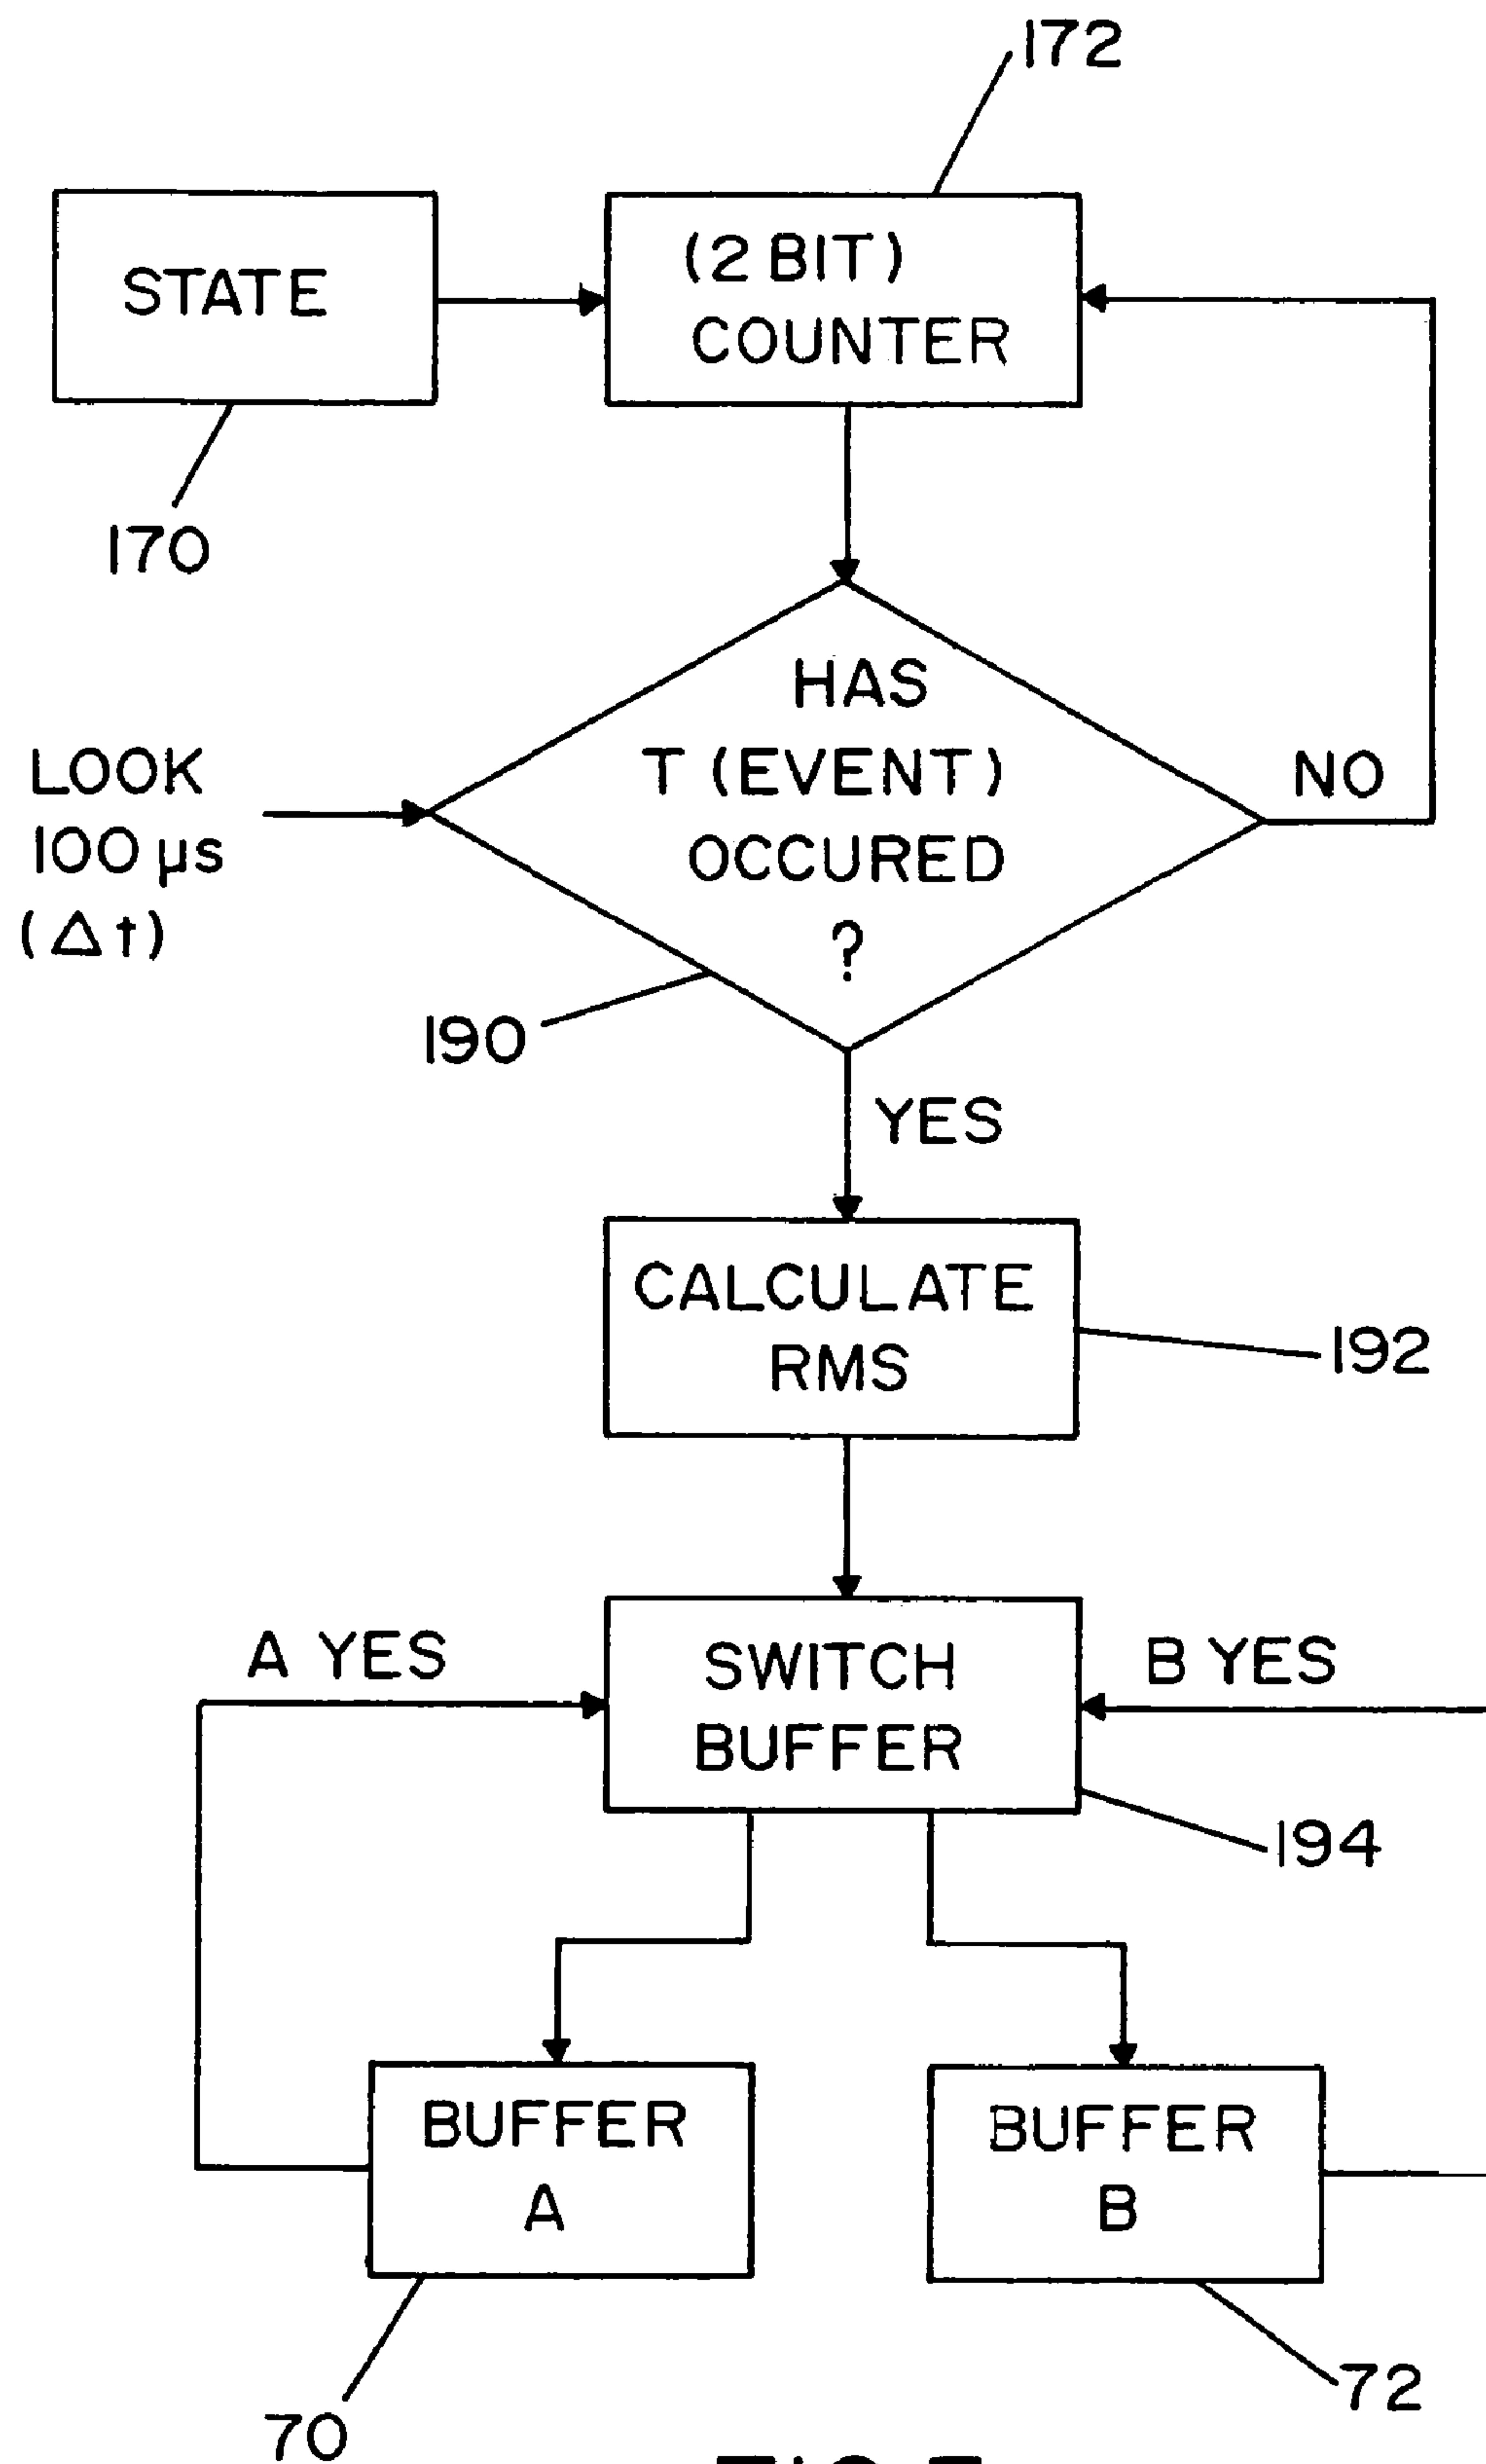 172
STATE
(2 BIT)
COUNTER
170
HAS
T (EVENT)
OCCURED
?
NO
LOOK
100 µs
(Δt)
190
YES
CALCULATE
RMS
192
A YES
SWITCH
BUFFER
B YES
194
BUFFER
A
BUFFER
B
70
72